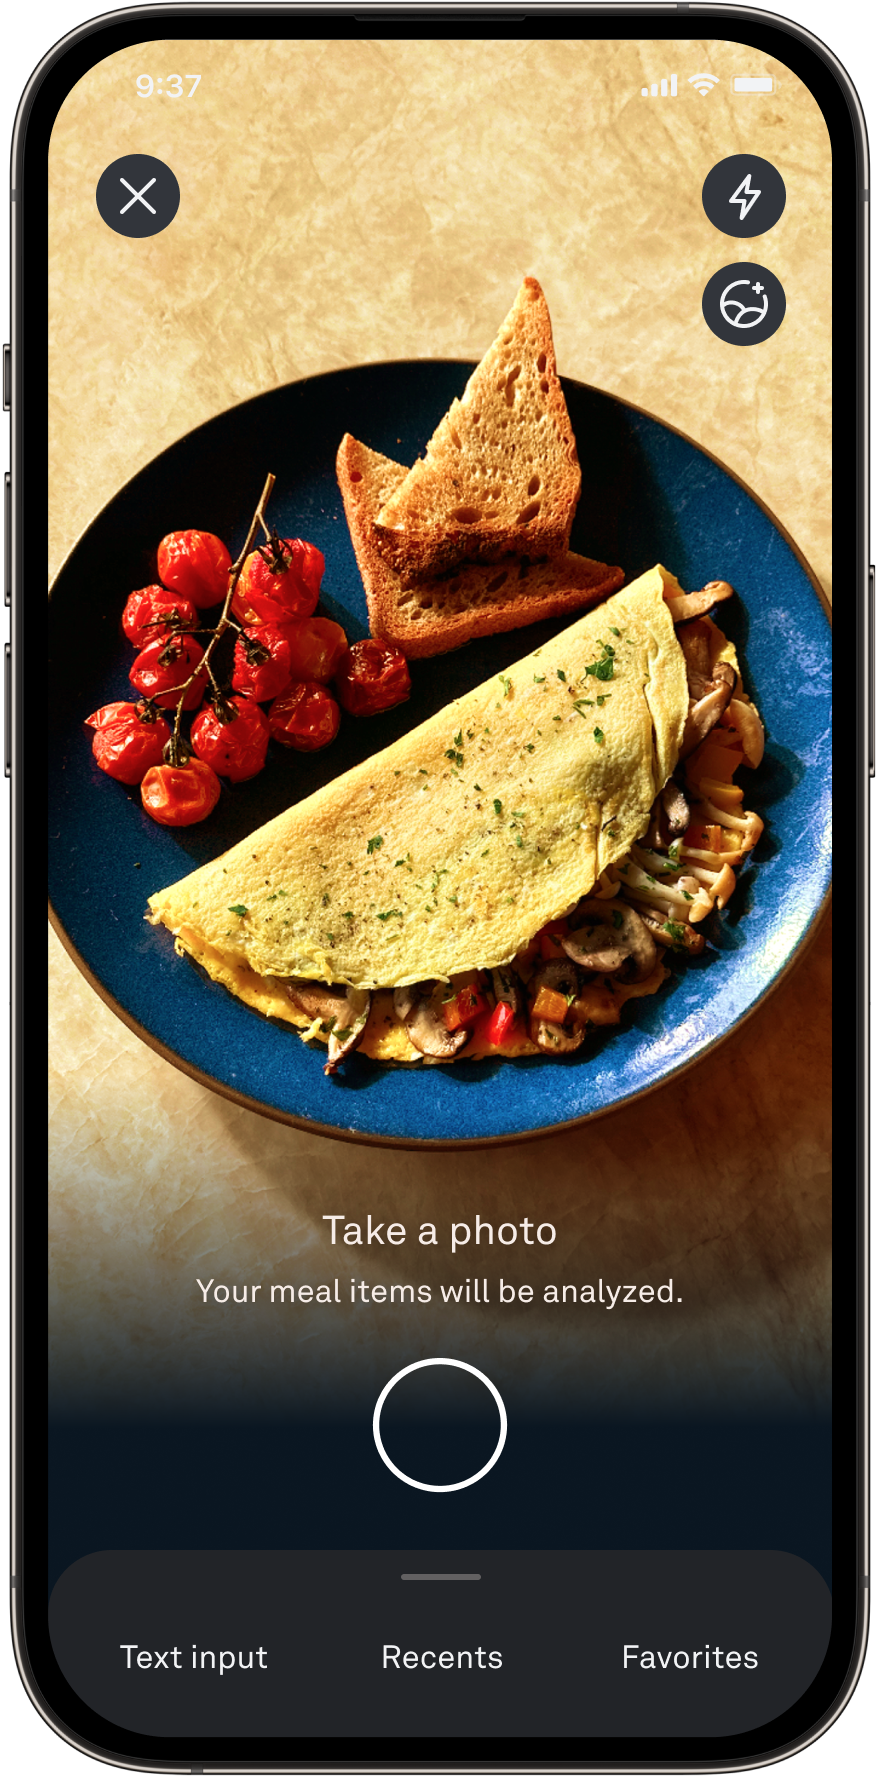 9:37
Take a photo
Your meal items will be analyzed.
Text input
Recents
Favorites